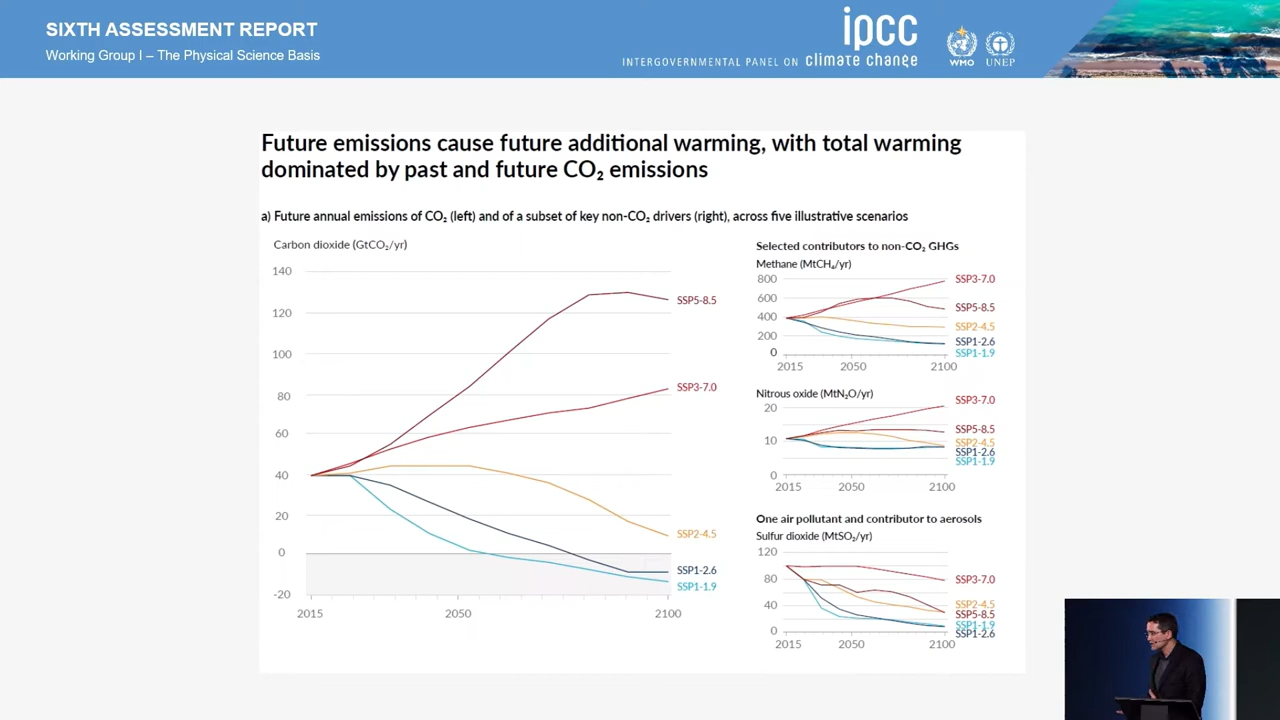 SIXTH ASSESSMENT REPORT
Working Group I – The Physical Science Basis
INTERGOVERNMENTAL PANEL ON climate change
ipcc
WMO
UNEP
Future emissions cause future additional warming, with total warming
dominated by past and future CO₂ emissions
a) Future annual emissions of CO₂ (left) and of a subset of key non-CO₂ drivers (right), across five illustrative scenarios
Carbon dioxide (GtCO₂/yr)
140
120
100
80
60
40
20
0
-20
2015
2050
2100
SSP5-8.5
SSP3-7.0
SSP2-4.5
SSP1-2.6
SSP1-1.9
Selected contributors to non-CO₂ GHGs
Methane (MtCH₄/yr)
800
600
400
200
0
2015
2050
2100
SSP3-7.0
SSP5-8.5
SSP2-4.5
SSP1-2.6
SSP1-1.9
Nitrous oxide (MtN₂O/yr)
20
10
0
2015
2050
2100
SSP3-7.0
SSP5-8.5
SSP2-4.5
SSP1-2.6
SSP1-1.9
One air pollutant and contributor to aerosols
Sulfur dioxide (MtSO₂/yr)
120
80
40
0
2015
2050
2100
SSP3-7.0
SSP2-4.5
SSP5-8.5
SSP1-1.9
SSP1-2.6